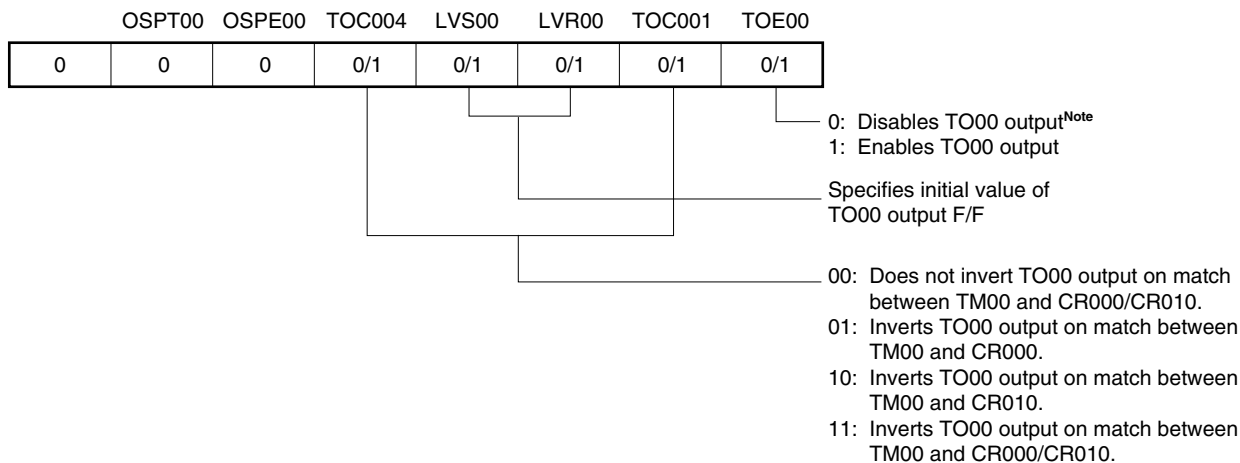 OSPT00 OSPE00 TOC004 LVS00 LVR00 TOC001 TOE00
0 0 0 0/1 0/1 0/1 0/1 0/1
0: Disables TO00 outputNote
1: Enables TO00 output
Specifies initial value of
TO00 output F/F
00: Does not invert TO00 output on match
between TM00 and CR000/CR010.
01: Inverts TO00 output on match between
TM00 and CR000.
10: Inverts TO00 output on match between
TM00 and CR010.
11: Inverts TO00 output on match between
TM00 and CR000/CR010.